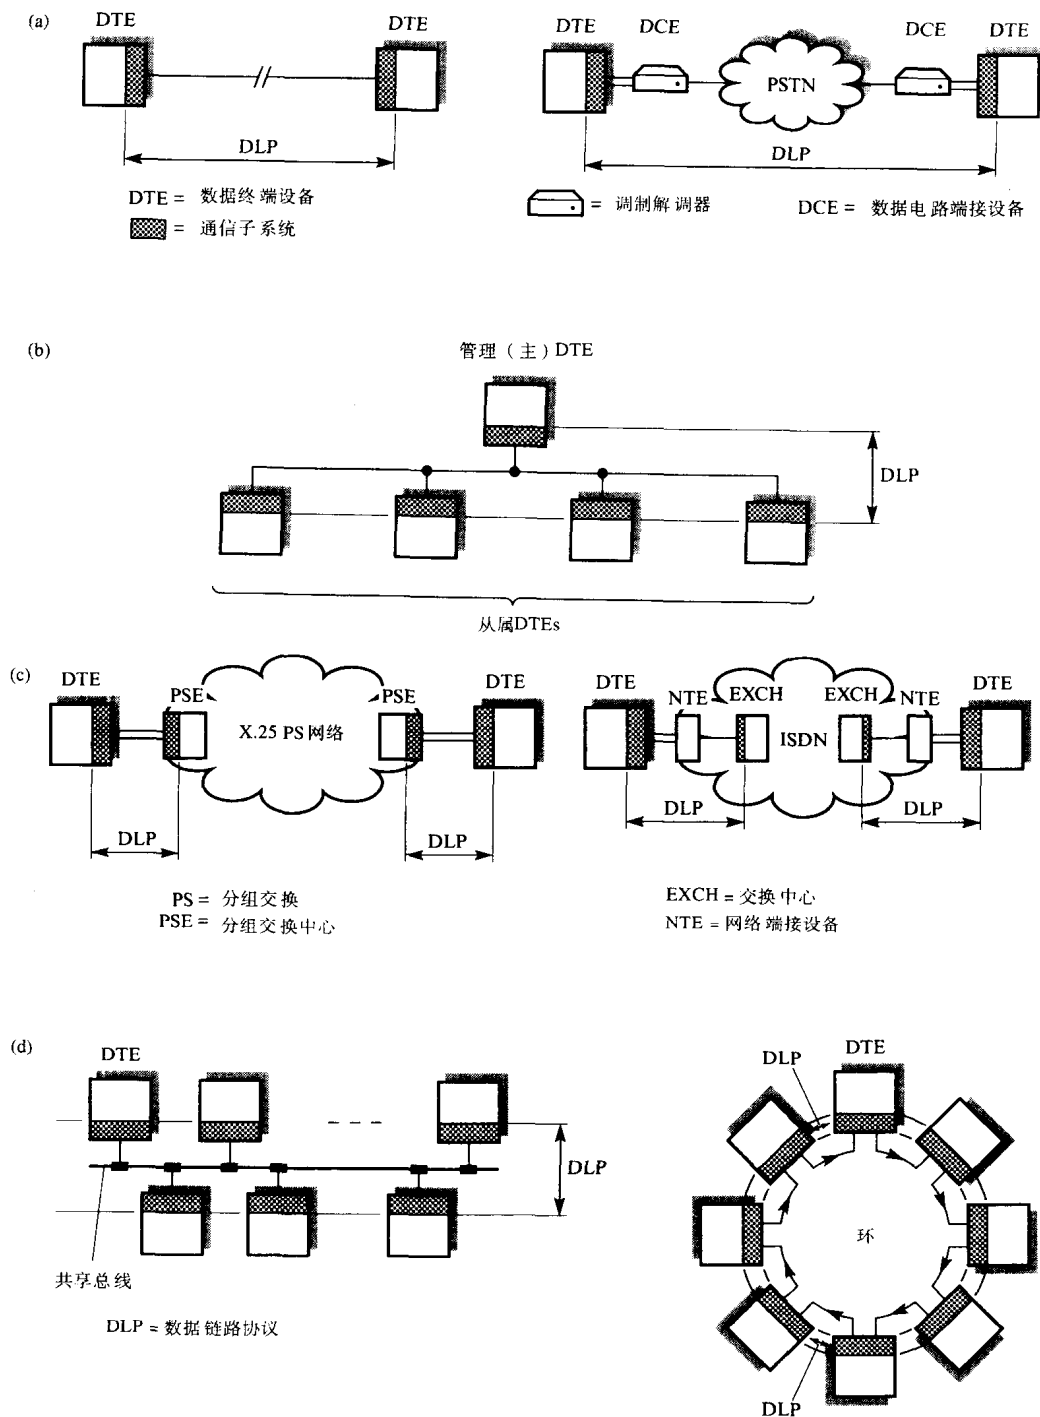 (a)
DTE
DTE
DTE
DCE
DCE
DTE
PSTN
DLP
DLP
DTE = 数据终端设备
= 通信子系统
= 调制解调器
DCE = 数据电路端接设备
(b)
管理（主）DTE
DLP
从属DTEs
(c)
DTE
PSE
PSE
DTE
X.25 PS网络
DLP
DLP
DTE
NTE
EXCH
EXCH
NTE
DTE
ISDN
DLP
DLP
PS = 分组交换
PSE = 分组交换中心
EXCH = 交换中心
NTE = 网络端接设备
(d)
DTE
DLP
共享总线
DLP = 数据链路协议
DLP
DTE
环
DLP